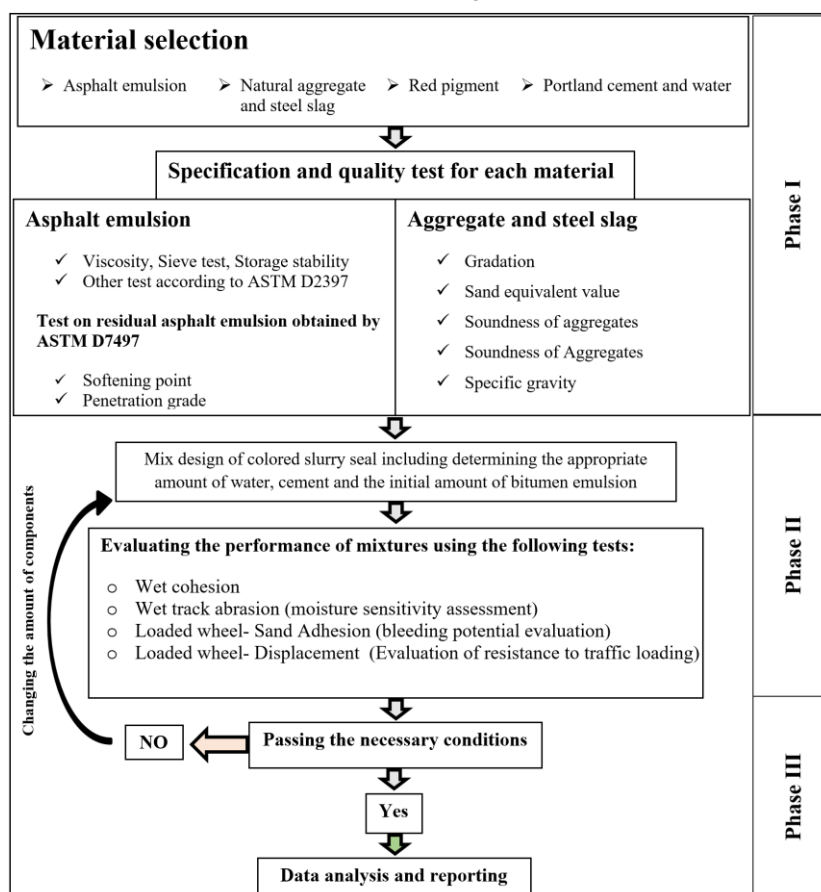 Material selection
➢ Asphalt emulsion
➢ Natural aggregate
and steel slag
➢ Red pigment
➢ Portland cement and water
Specification and quality test for each material
Asphalt emulsion
✓ Viscosity, Sieve test, Storage stability
✓ Other test according to ASTM D2397
Test on residual asphalt emulsion obtained by
ASTM D7497
✓ Softening point
✓ Penetration grade
Aggregate and steel slag
✓ Gradation
✓ Sand equivalent value
✓ Soundness of aggregates
✓ Soundness of Aggregates
✓ Specific gravity
Phase I
Mix design of colored slurry seal including determining the appropriate
amount of water, cement and the initial amount of bitumen emulsion
Evaluating the performance of mixtures using the following tests:
o Wet cohesion
o Wet track abrasion (moisture sensitivity assessment)
o Loaded wheel- Sand Adhesion (bleeding potential evaluation)
o Loaded wheel- Displacement (Evaluation of resistance to traffic loading)
Phase II
Changing the amount of components
NO
Passing the necessary conditions
Yes
Data analysis and reporting
Phase III